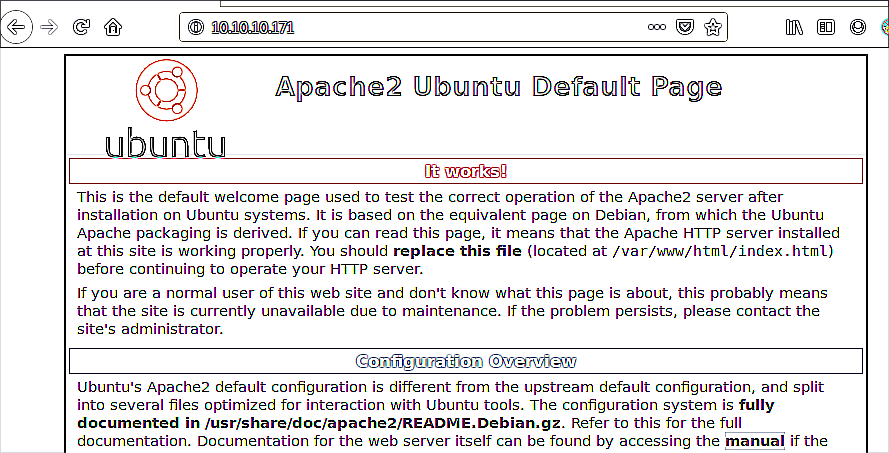 10.10.10.171
Apache2 Ubuntu Default Page
ubuntu
It works!
This is the default welcome page used to test the correct operation of the Apache2 server after
installation on Ubuntu systems. It is based on the equivalent page on Debian, from which the Ubuntu
Apache packaging is derived. If you can read this page, it means that the Apache HTTP server installed
at this site is working properly. You should replace this file (located at /var/www/html/index.html)
before continuing to operate your HTTP server.
If you are a normal user of this web site and don't know what this page is about, this probably means
that the site is currently unavailable due to maintenance. If the problem persists, please contact the
site's administrator.
Configuration Overview
Ubuntu's Apache2 default configuration is different from the upstream default configuration, and split
into several files optimized for interaction with Ubuntu tools. The configuration system is fully
documented in /usr/share/doc/apache2/README.Debian.gz. Refer to this for the full
documentation. Documentation for the web server itself can be found by accessing the manual if the